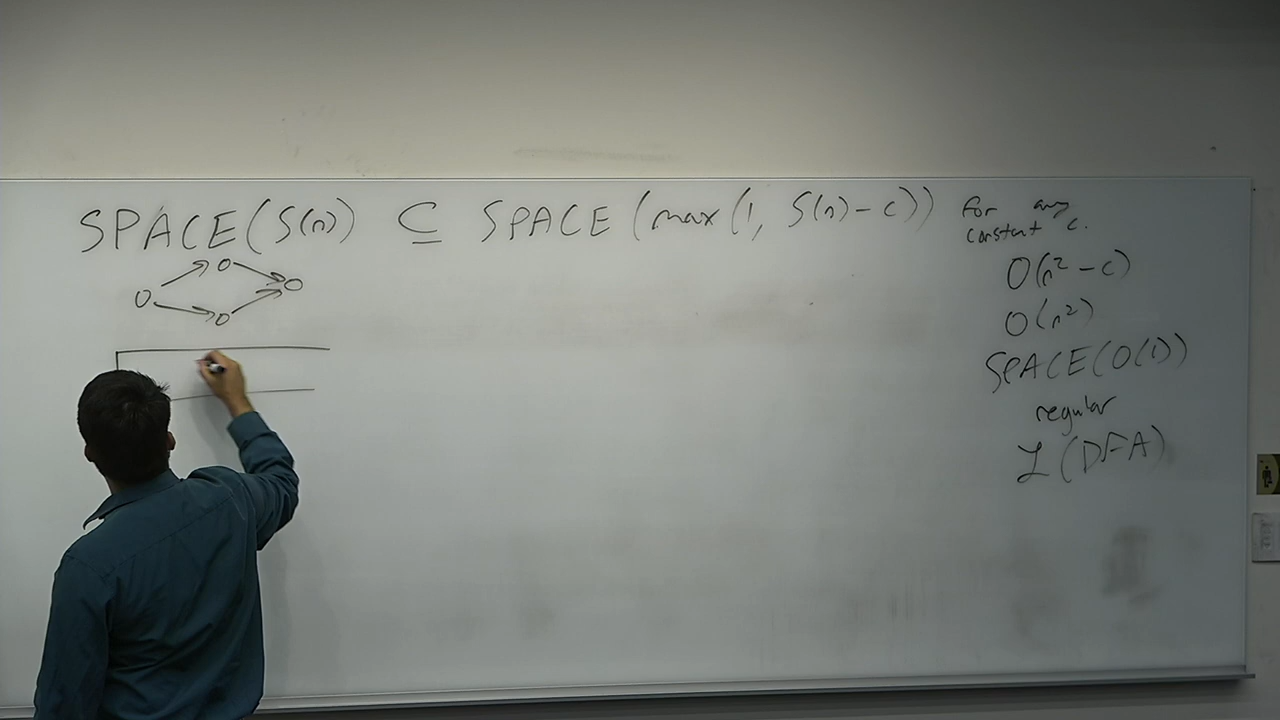 SPACE(S(n)) ⊆ SPACE(max(1, S(n)-c)) for any
constant c.
O(n² - c)
O(n²)
SPACE(O(1))
regular
L(DFA)